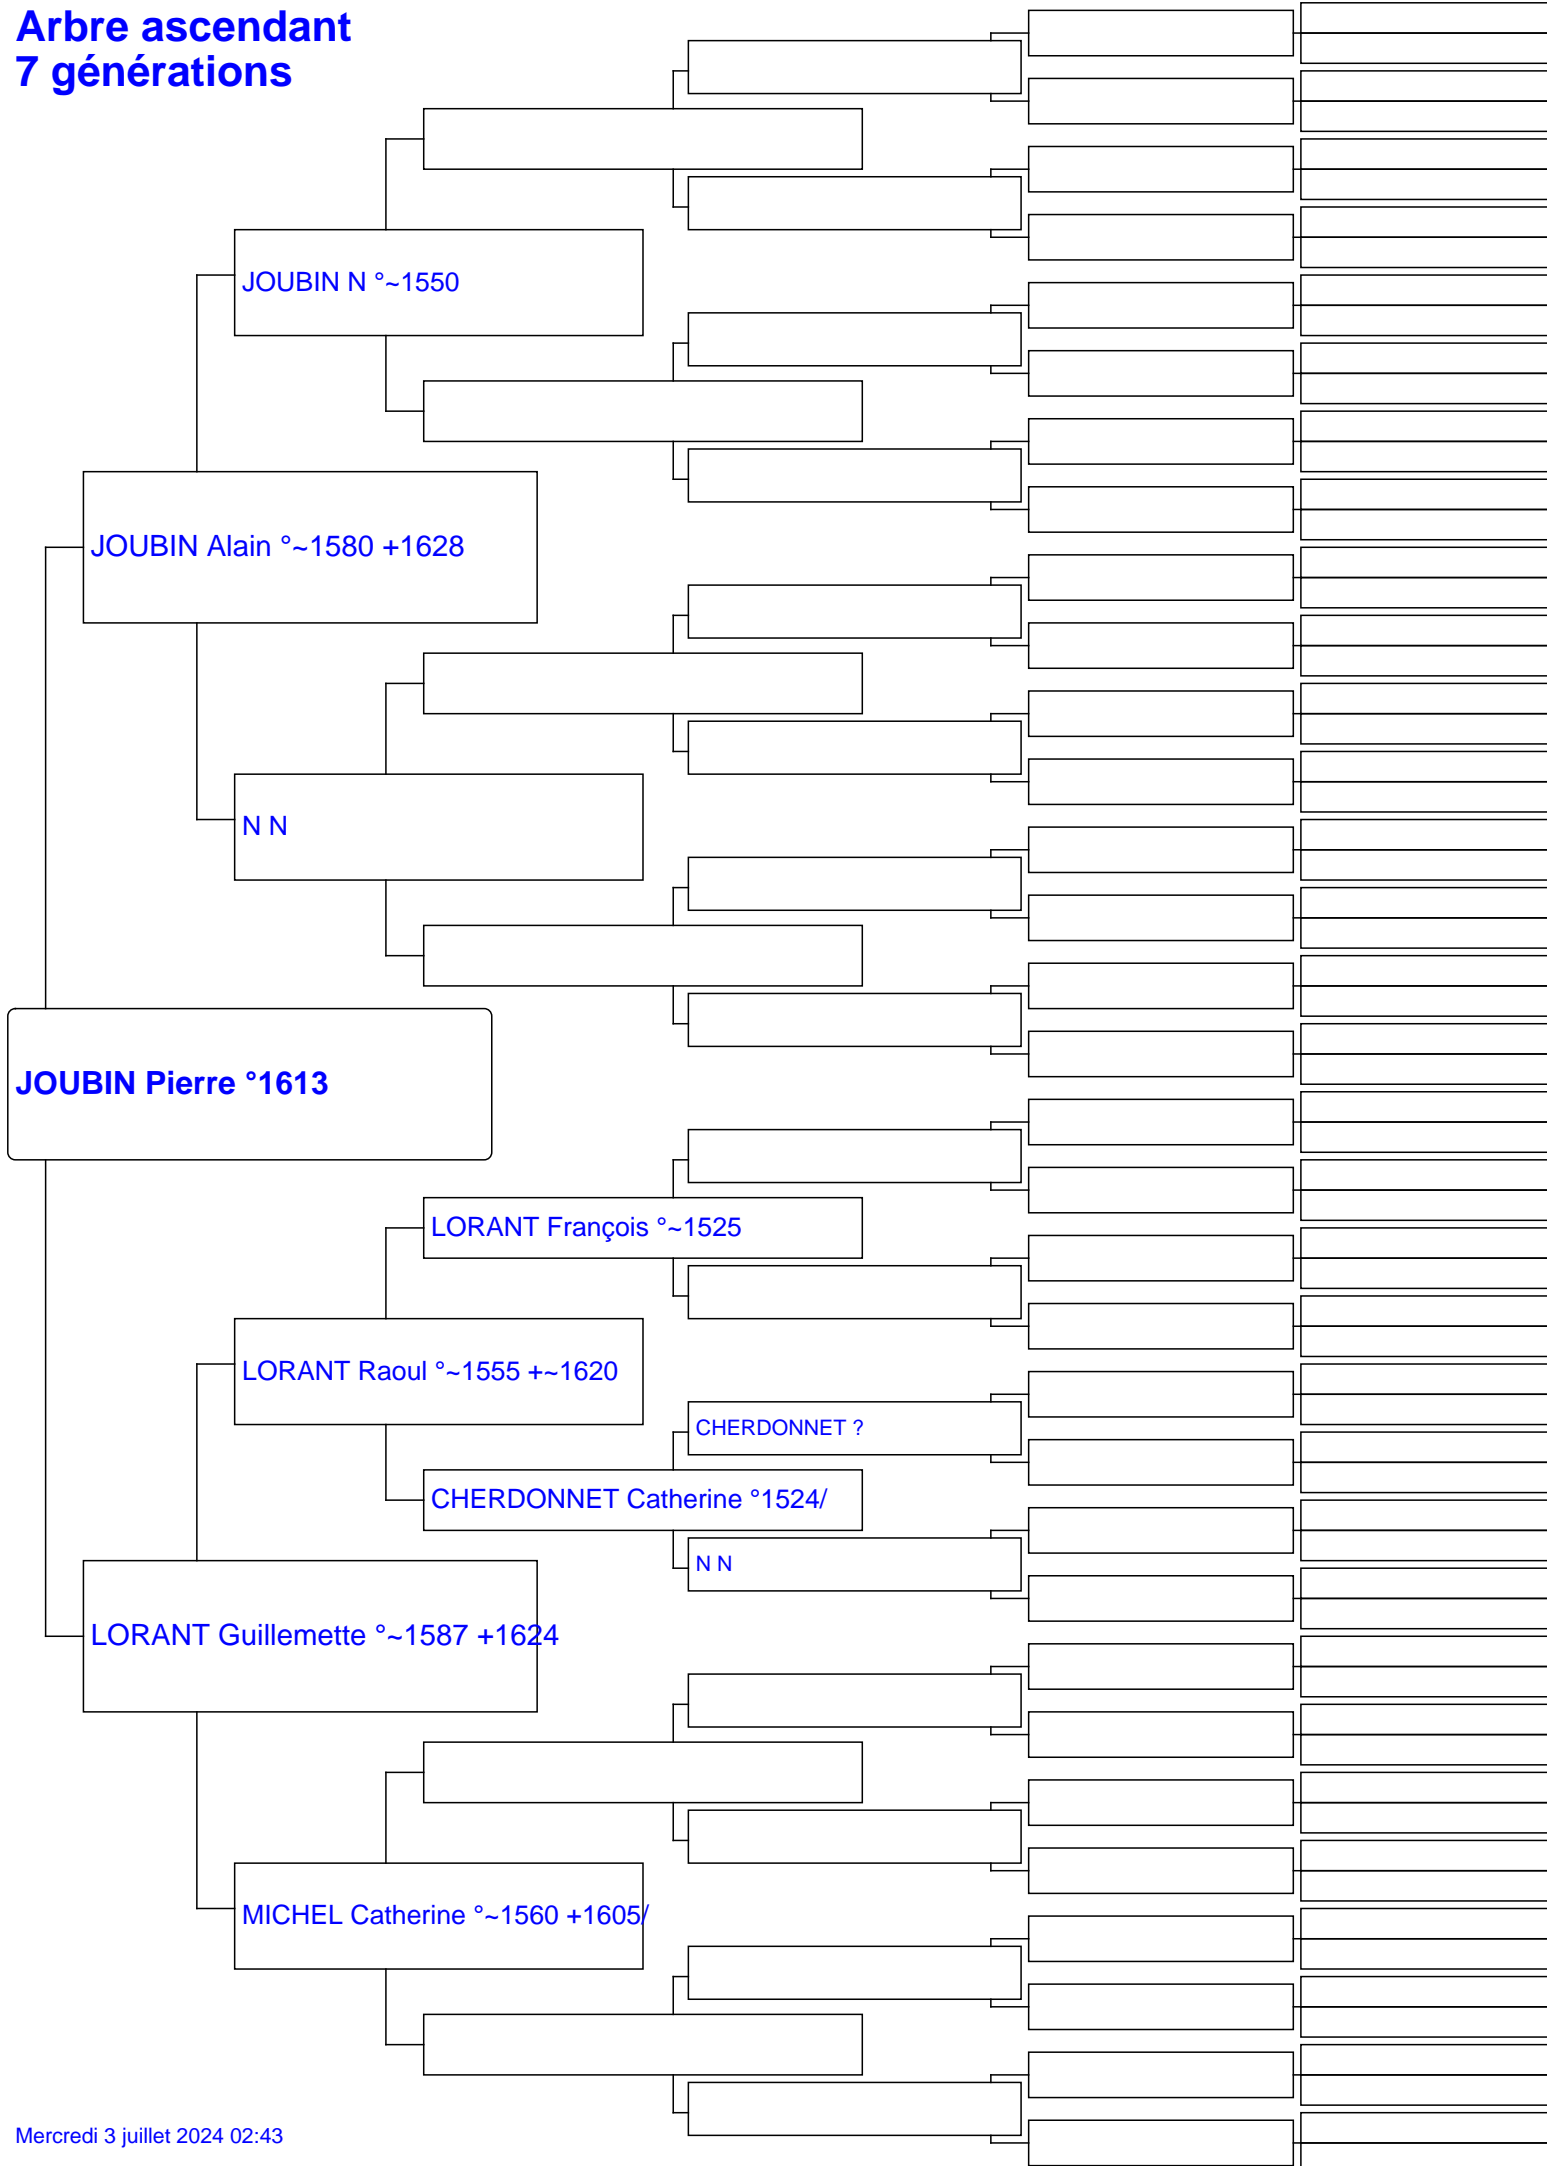 Arbre ascendant
7 générations
JOUBIN N °~1550
JOUBIN Alain °~1580 +1628
N N
JOUBIN Pierre °1613
LORANT François °~1525
LORANT Raoul °~1555 +~1620
CHERDONNET ?
CHERDONNET Catherine °1524/
N N
LORANT Guillemette °~1587 +1624
MICHEL Catherine °~1560 +1605/
Mercredi 3 juillet 2024 02:43